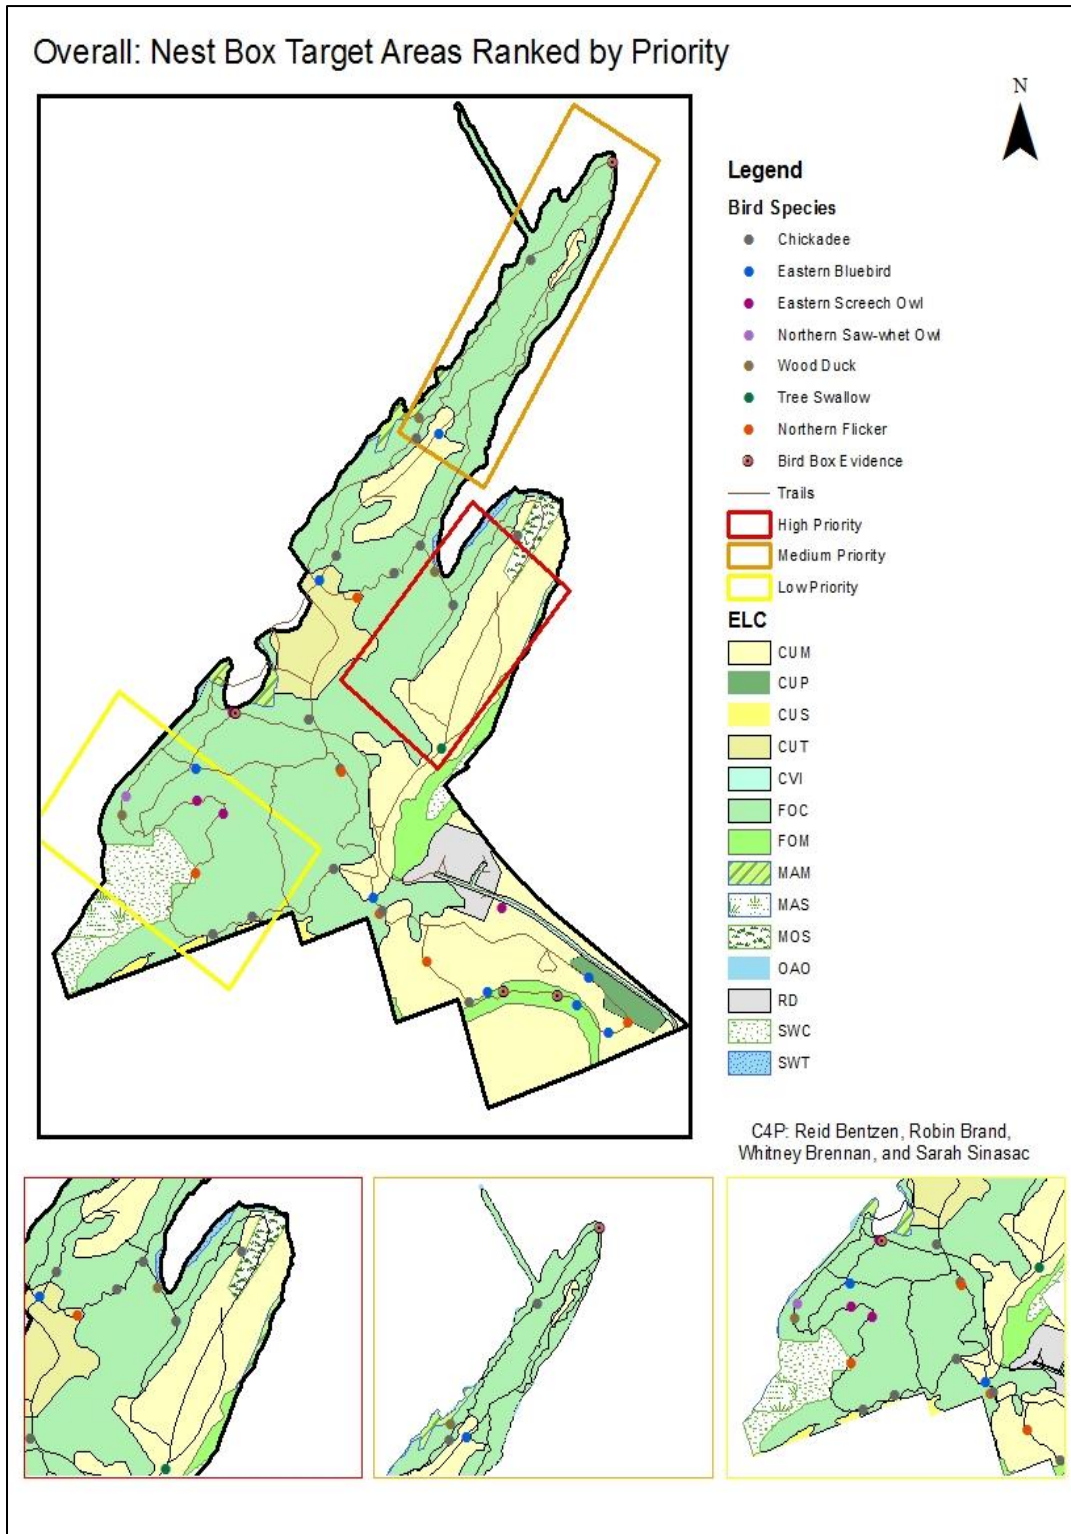 Overall: Nest Box Target Areas Ranked by Priority
N
Legend
Bird Species
Chickadee
Eastern Bluebird
Eastern Screech Owl
Northern Saw-whet Owl
Wood Duck
Tree Swallow
Northern Flicker
Bird Box Evidence
Trails
High Priority
Medium Priority
Low Priority
ELC
CUM
CUP
CUS
CUT
CVI
FOC
FOM
MAM
MAS
MOS
OAO
RD
SWC
SWT
C4P: Reid Bentzen, Robin Brand,
Whitney Brennan, and Sarah Sinasac